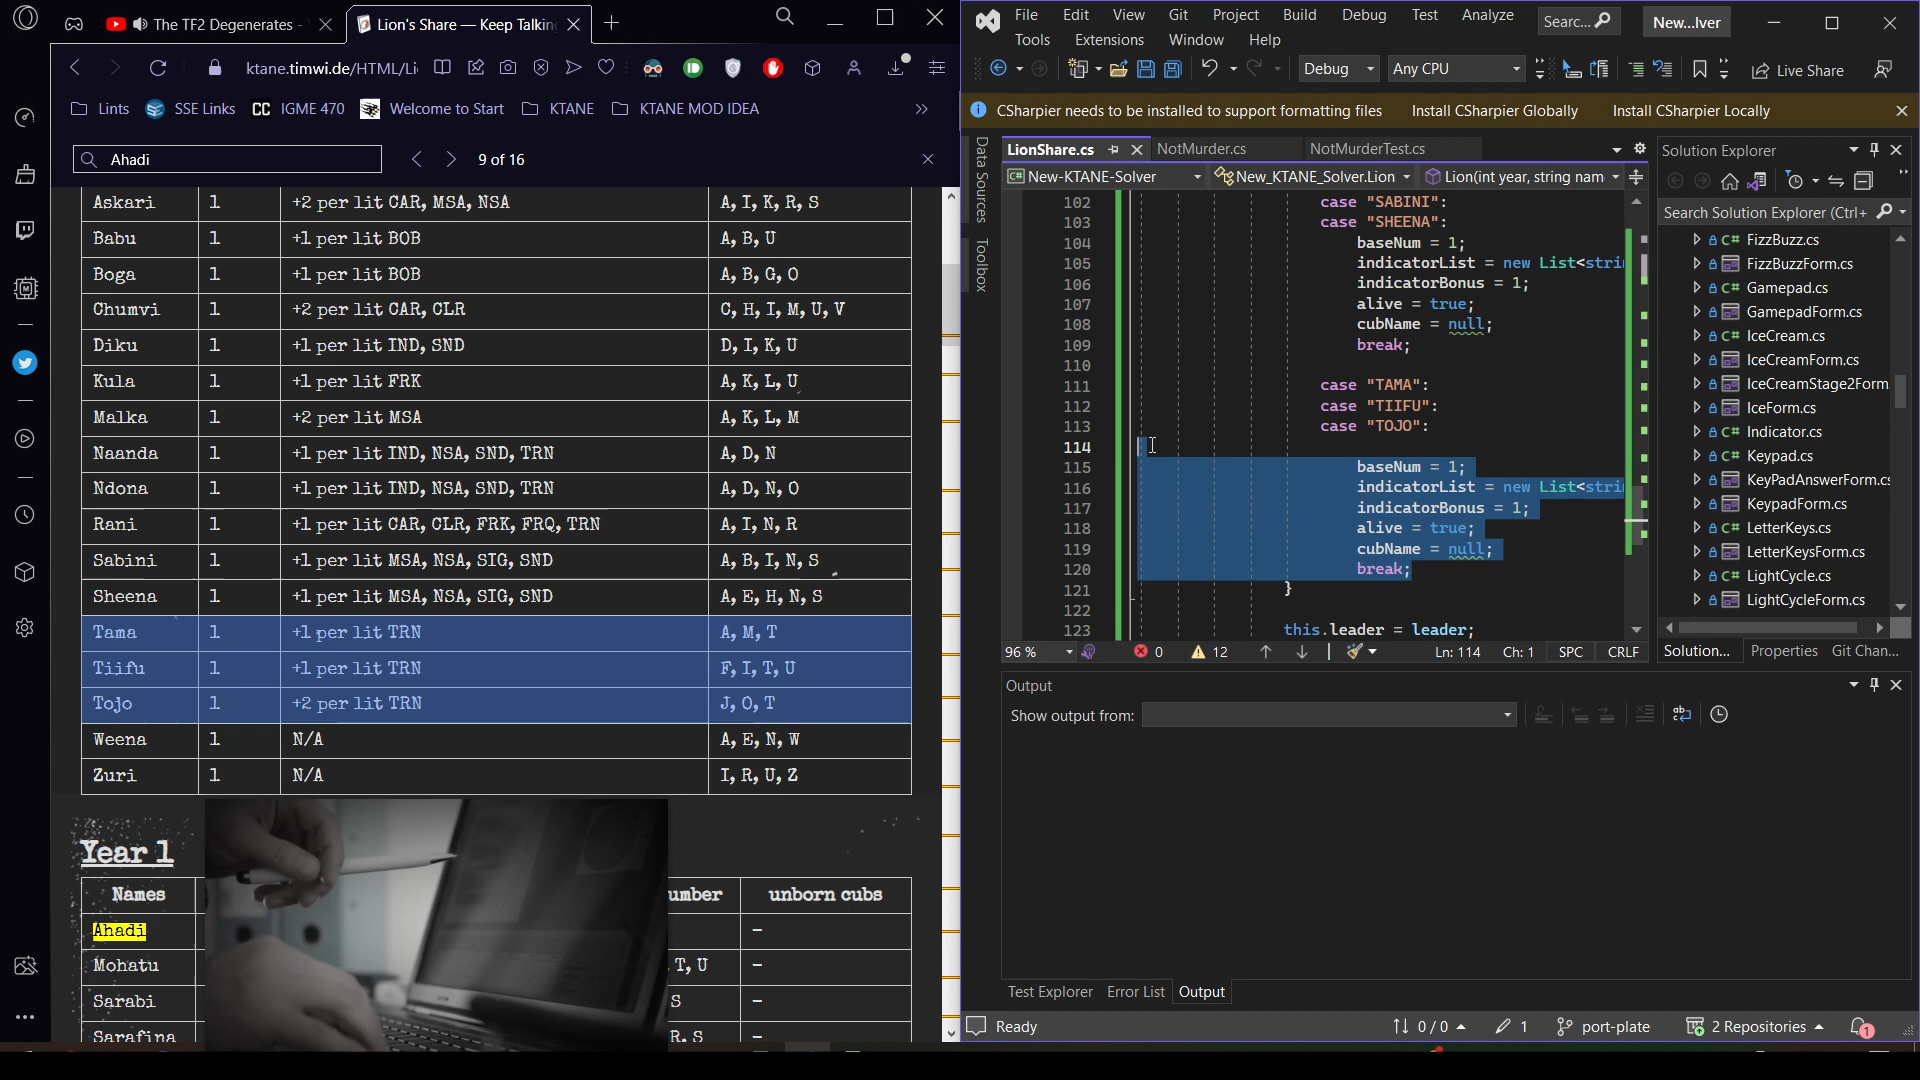 The TF2 Degenerates -
Lion's Share — Keep Talkin
ktane.timwi.de/HTML/Li
Lints
SSE Links
CC IGME 470
Welcome to Start
KTANE
KTANE MOD IDEA
Ahadi
9 of 16
Askari 1 +2 per lit CAR, MSA, NSA A, I, K, R, S
Babu 1 +1 per lit BOB A, B, U
Boga 1 +1 per lit BOB A, B, G, O
Chumvi 1 +2 per lit CAR, CLR C, H, I, M, U, V
Diku 1 +1 per lit IND, SND D, I, K, U
Kula 1 +1 per lit FRK A, K, L, U
Malka 1 +2 per lit MSA A, K, L, M
Naanda 1 +1 per lit IND, NSA, SND, TRN A, D, N
Ndona 1 +1 per lit IND, NSA, SND, TRN A, D, N, O
Rani 1 +1 per lit CAR, CLR, FRK, FRQ, TRN A, I, N, R
Sabini 1 +1 per lit MSA, NSA, SIG, SND A, B, I, N, S
Sheena 1 +1 per lit MSA, NSA, SIG, SND A, E, H, N, S
Tama 1 +1 per lit TRN A, M, T
Tiifu 1 +1 per lit TRN F, I, T, U
Tojo 1 +2 per lit TRN J, O, T
Weena 1 N/A A, E, N, W
Zuri 1 N/A I, R, U, Z
Year 1
Names umber unborn cubs
Ahadi -
Mohatu T, U -
Sarabi S -
Sarafina R, S -
File Edit View Git Project Build Debug Test Analyze
Tools Extensions Window Help
Searc...
New...lver
Debug
Any CPU
Live Share
CSharpier needs to be installed to support formatting files Install CSharpier Globally Install CSharpier Locally
Data Sources
Toolbox
LionShare.cs
NotMurder.cs
NotMurderTest.cs
C# New-KTANE-Solver
New_KTANE_Solver.Lion
Lion(int year, string nam
102 case "SABINI":
103 case "SHEENA":
104 baseNum = 1;
105 indicatorList = new List<stri
106 indicatorBonus = 1;
107 alive = true;
108 cubName = null;
109 break;
110
111 case "TAMA":
112 case "TIIFU":
113 case "TOJO":
114
115 baseNum = 1;
116 indicatorList = new List<stri
117 indicatorBonus = 1;
118 alive = true;
119 cubName = null;
120 break;
121 }
122
123 this.leader = leader;
96 %
0
12
Ln: 114 Ch: 1 SPC CRLF
Solution Explorer
Search Solution Explorer (Ctrl+
C# FizzBuzz.cs
FizzBuzzForm.cs
C# Gamepad.cs
GamepadForm.cs
C# IceCream.cs
IceCreamForm.cs
IceCreamStage2Form.
IceForm.cs
C# Indicator.cs
C# Keypad.cs
KeyPadAnswerForm.cs
KeypadForm.cs
C# LetterKeys.cs
LetterKeysForm.cs
C# LightCycle.cs
LightCycleForm.cs
Solution... Properties Git Chan...
Output
Show output from:
Test Explorer Error List Output
Ready
0 / 0
1
port-plate
2 Repositories
1